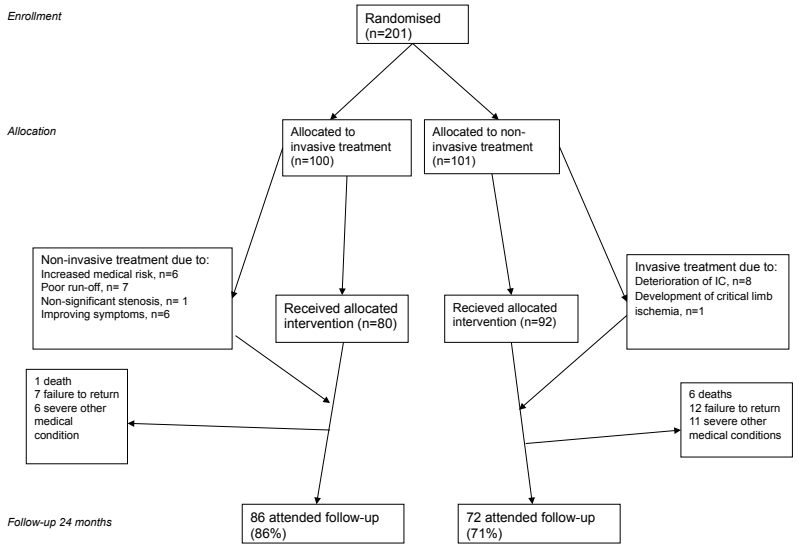 Enrollment
Randomised
(n=201)
Allocation
Allocated to
invasive treatment
(n=100)
Allocated to non-
invasive treatment
(n=101)
Non-invasive treatment due to:
Increased medical risk, n=6
Poor run-off, n= 7
Non-significant stenosis, n= 1
Improving symptoms, n=6
Received allocated
intervention (n=80)
Recieved allocated
intervention (n=92)
Invasive treatment due to:
Deterioration of IC, n=8
Development of critical limb
ischemia, n=1
1 death
7 failure to return
6 severe other
medical
condition
6 deaths
12 failure to return
11 severe other
medical conditions
Follow-up 24 months
86 attended follow-up
(86%)
72 attended follow-up
(71%)